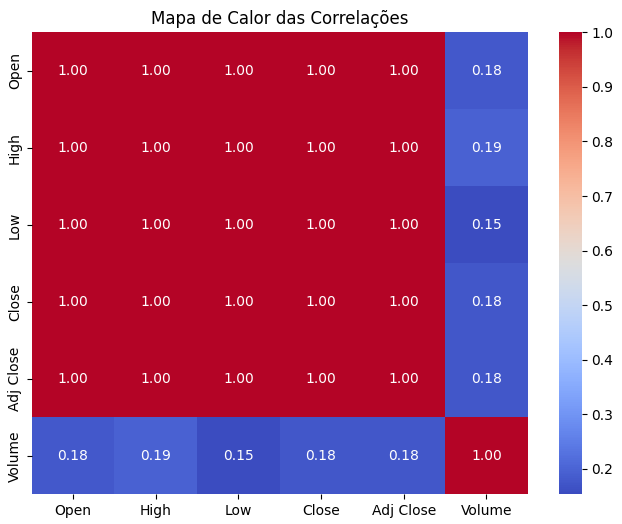 Mapa de Calor das Correlações
Open 1.00 1.00 1.00 1.00 1.00 0.18
High 1.00 1.00 1.00 1.00 1.00 0.19
Low 1.00 1.00 1.00 1.00 1.00 0.15
Close 1.00 1.00 1.00 1.00 1.00 0.18
Adj Close 1.00 1.00 1.00 1.00 1.00 0.18
Volume 0.18 0.19 0.15 0.18 0.18 1.00
Open High Low Close Adj Close Volume
1.0
0.9
0.8
0.7
0.6
0.5
0.4
0.3
0.2